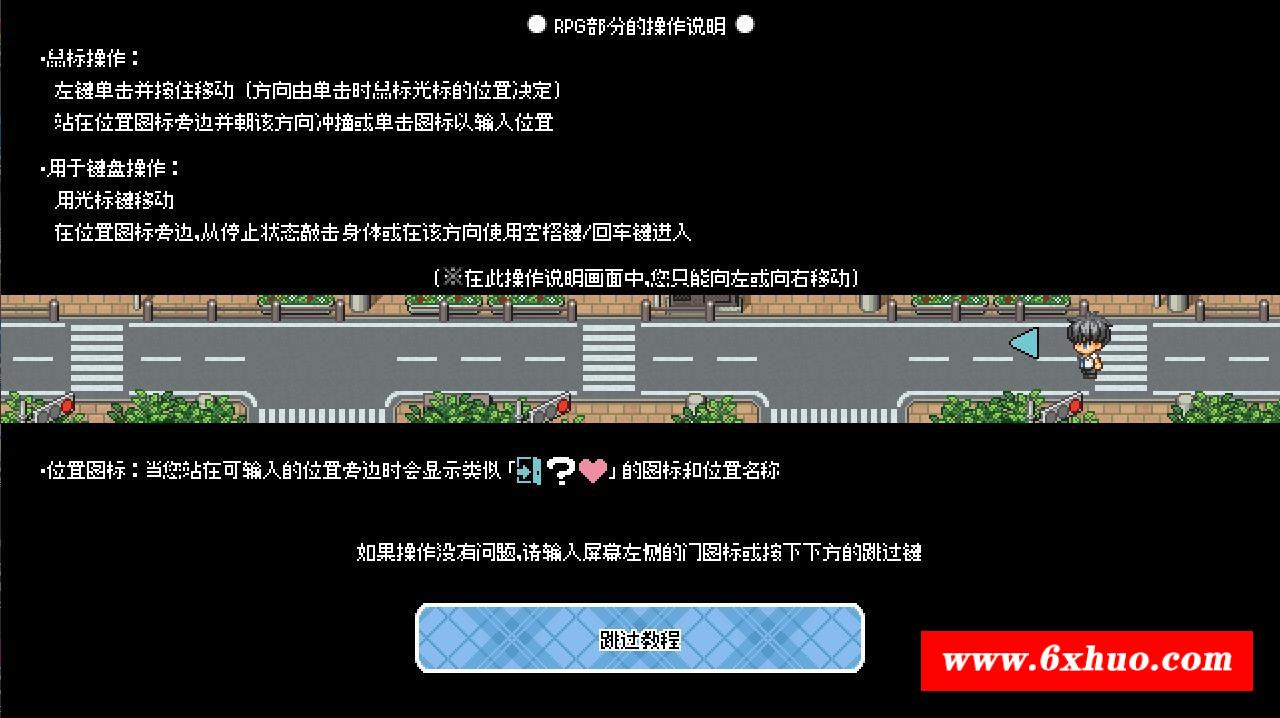 ● RPG部分的操作说明 ●
·鼠标操作：
左键单击并按住移动（方向由单击时鼠标光标的位置决定）
站在位置图标旁边并朝该方向冲撞或单击图标以输入位置
·用于键盘操作：
用光标键移动
在位置图标旁边,从停止状态敲击身体或在该方向使用空格键/回车键进入
（※在此操作说明画面中,您只能向左或向右移动）
·位置图标：当您站在可输入的位置旁边时会显示类似「?♥」的图标和位置名称
如果操作没有问题,请输入屏幕左侧的门图标或按下下方的跳过键
跳过教程
www.6xhuo.com